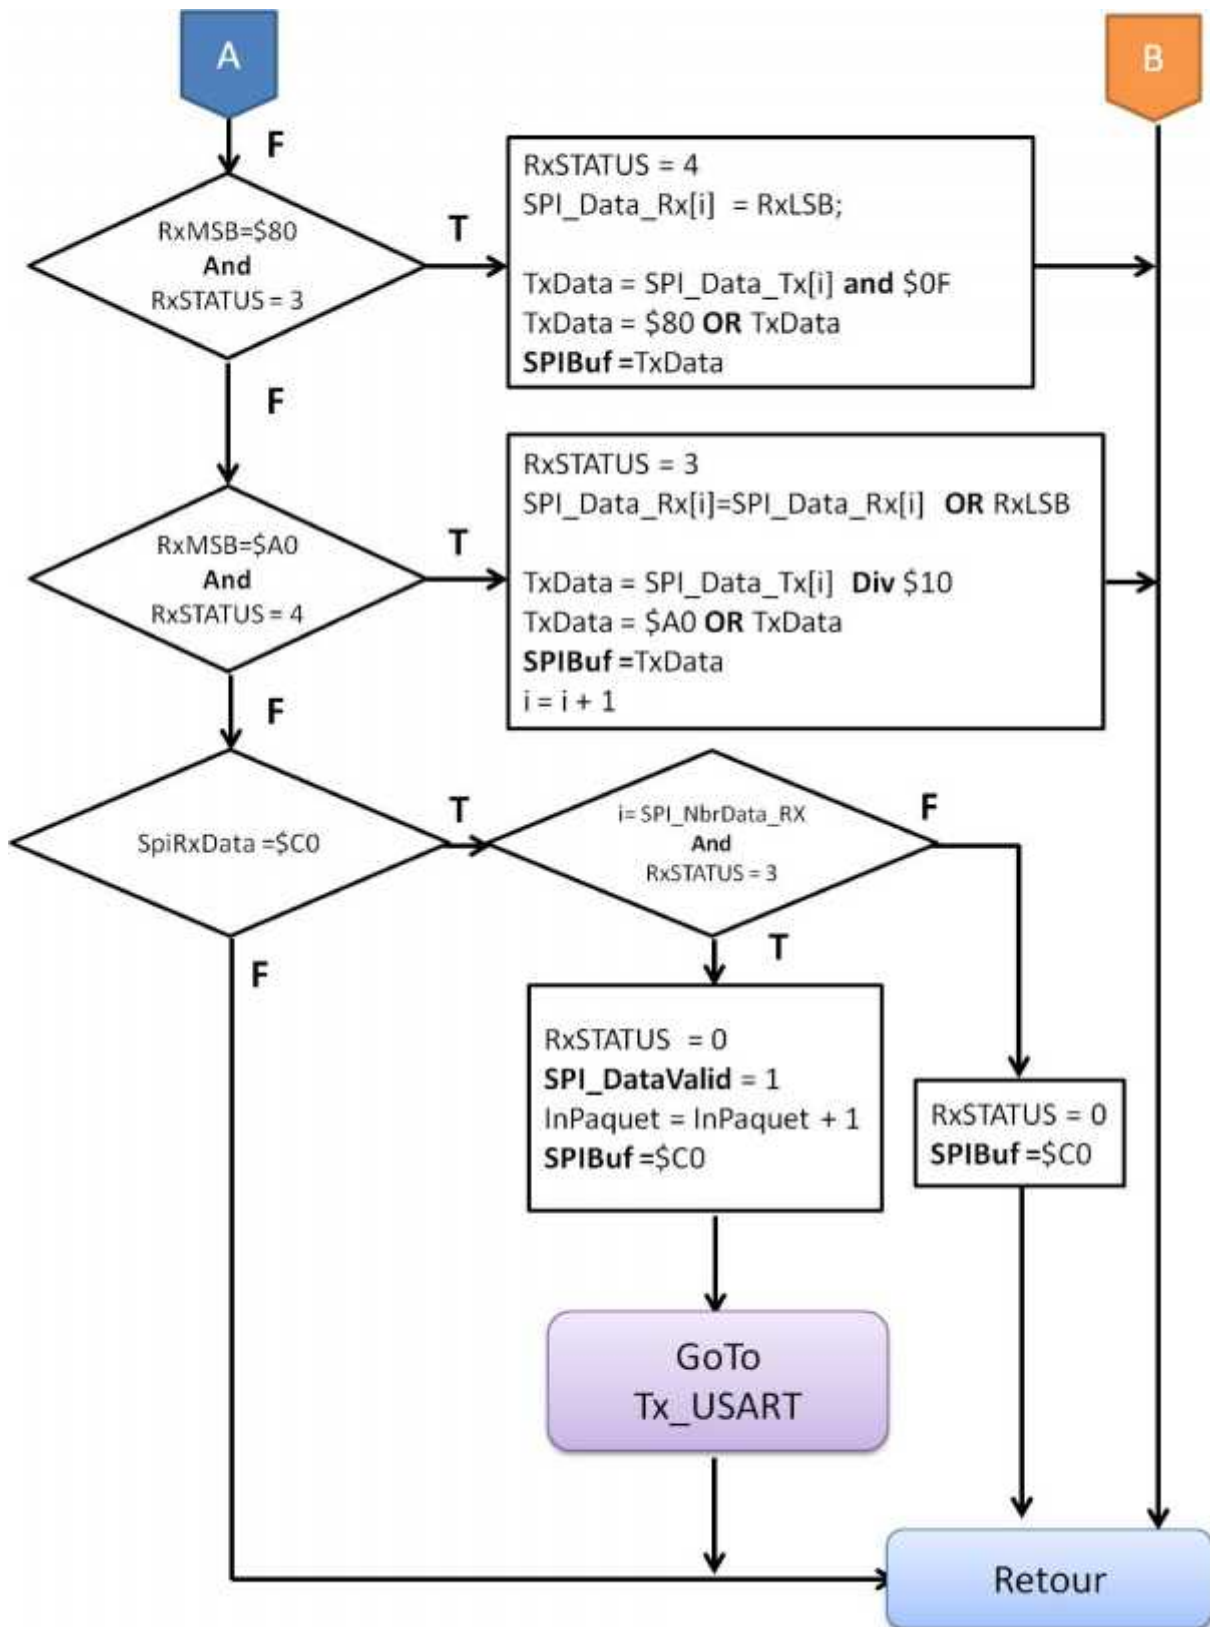 A
B
F
RxMSB=$80
And
RxSTATUS = 3
T
RxSTATUS = 4
SPI_Data_Rx[i] = RxLSB;
TxData = SPI_Data_Tx[i] and $0F
TxData = $80 OR TxData
SPIBuf =TxData
F
RxMSB=$A0
And
RxSTATUS = 4
T
RxSTATUS = 3
SPI_Data_Rx[i]=SPI_Data_Rx[i] OR RxLSB
TxData = SPI_Data_Tx[i] Div $10
TxData = $A0 OR TxData
SPIBuf =TxData
i = i + 1
F
SpiRxData =$C0
T
i= SPI_NbrData_RX
And
RxSTATUS = 3
F
F
T
RxSTATUS = 0
SPI_DataValid = 1
InPaquet = InPaquet + 1
SPIBuf =$C0
RxSTATUS = 0
SPIBuf =$C0
GoTo
Tx_USART
Retour